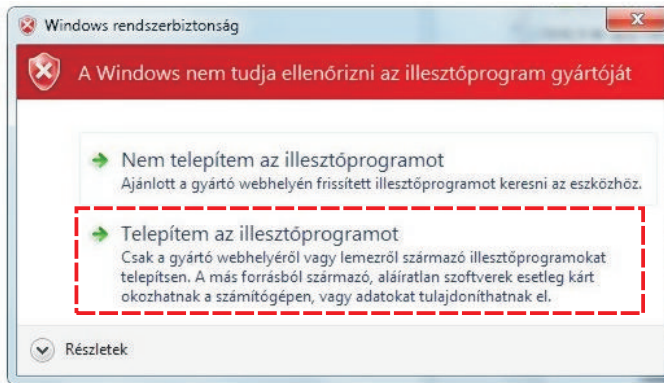 Windows rendszerbiztonság
A Windows nem tudja ellenőrizni az illesztőprogram gyártóját
Nem telepítem az illesztőprogramot
Ajánlott a gyártó webhelyén frissített illesztőprogramot keresni az eszközhöz.
Telepítem az illesztőprogramot
Csak a gyártó webhelyéről vagy lemezről származó illesztőprogramokat
telepítsen. A más forrásból származó, aláíratlan szoftverek esetleg kárt
okozhatnak a számítógépen, vagy adatokat tulajdoníthatnak el.
Részletek